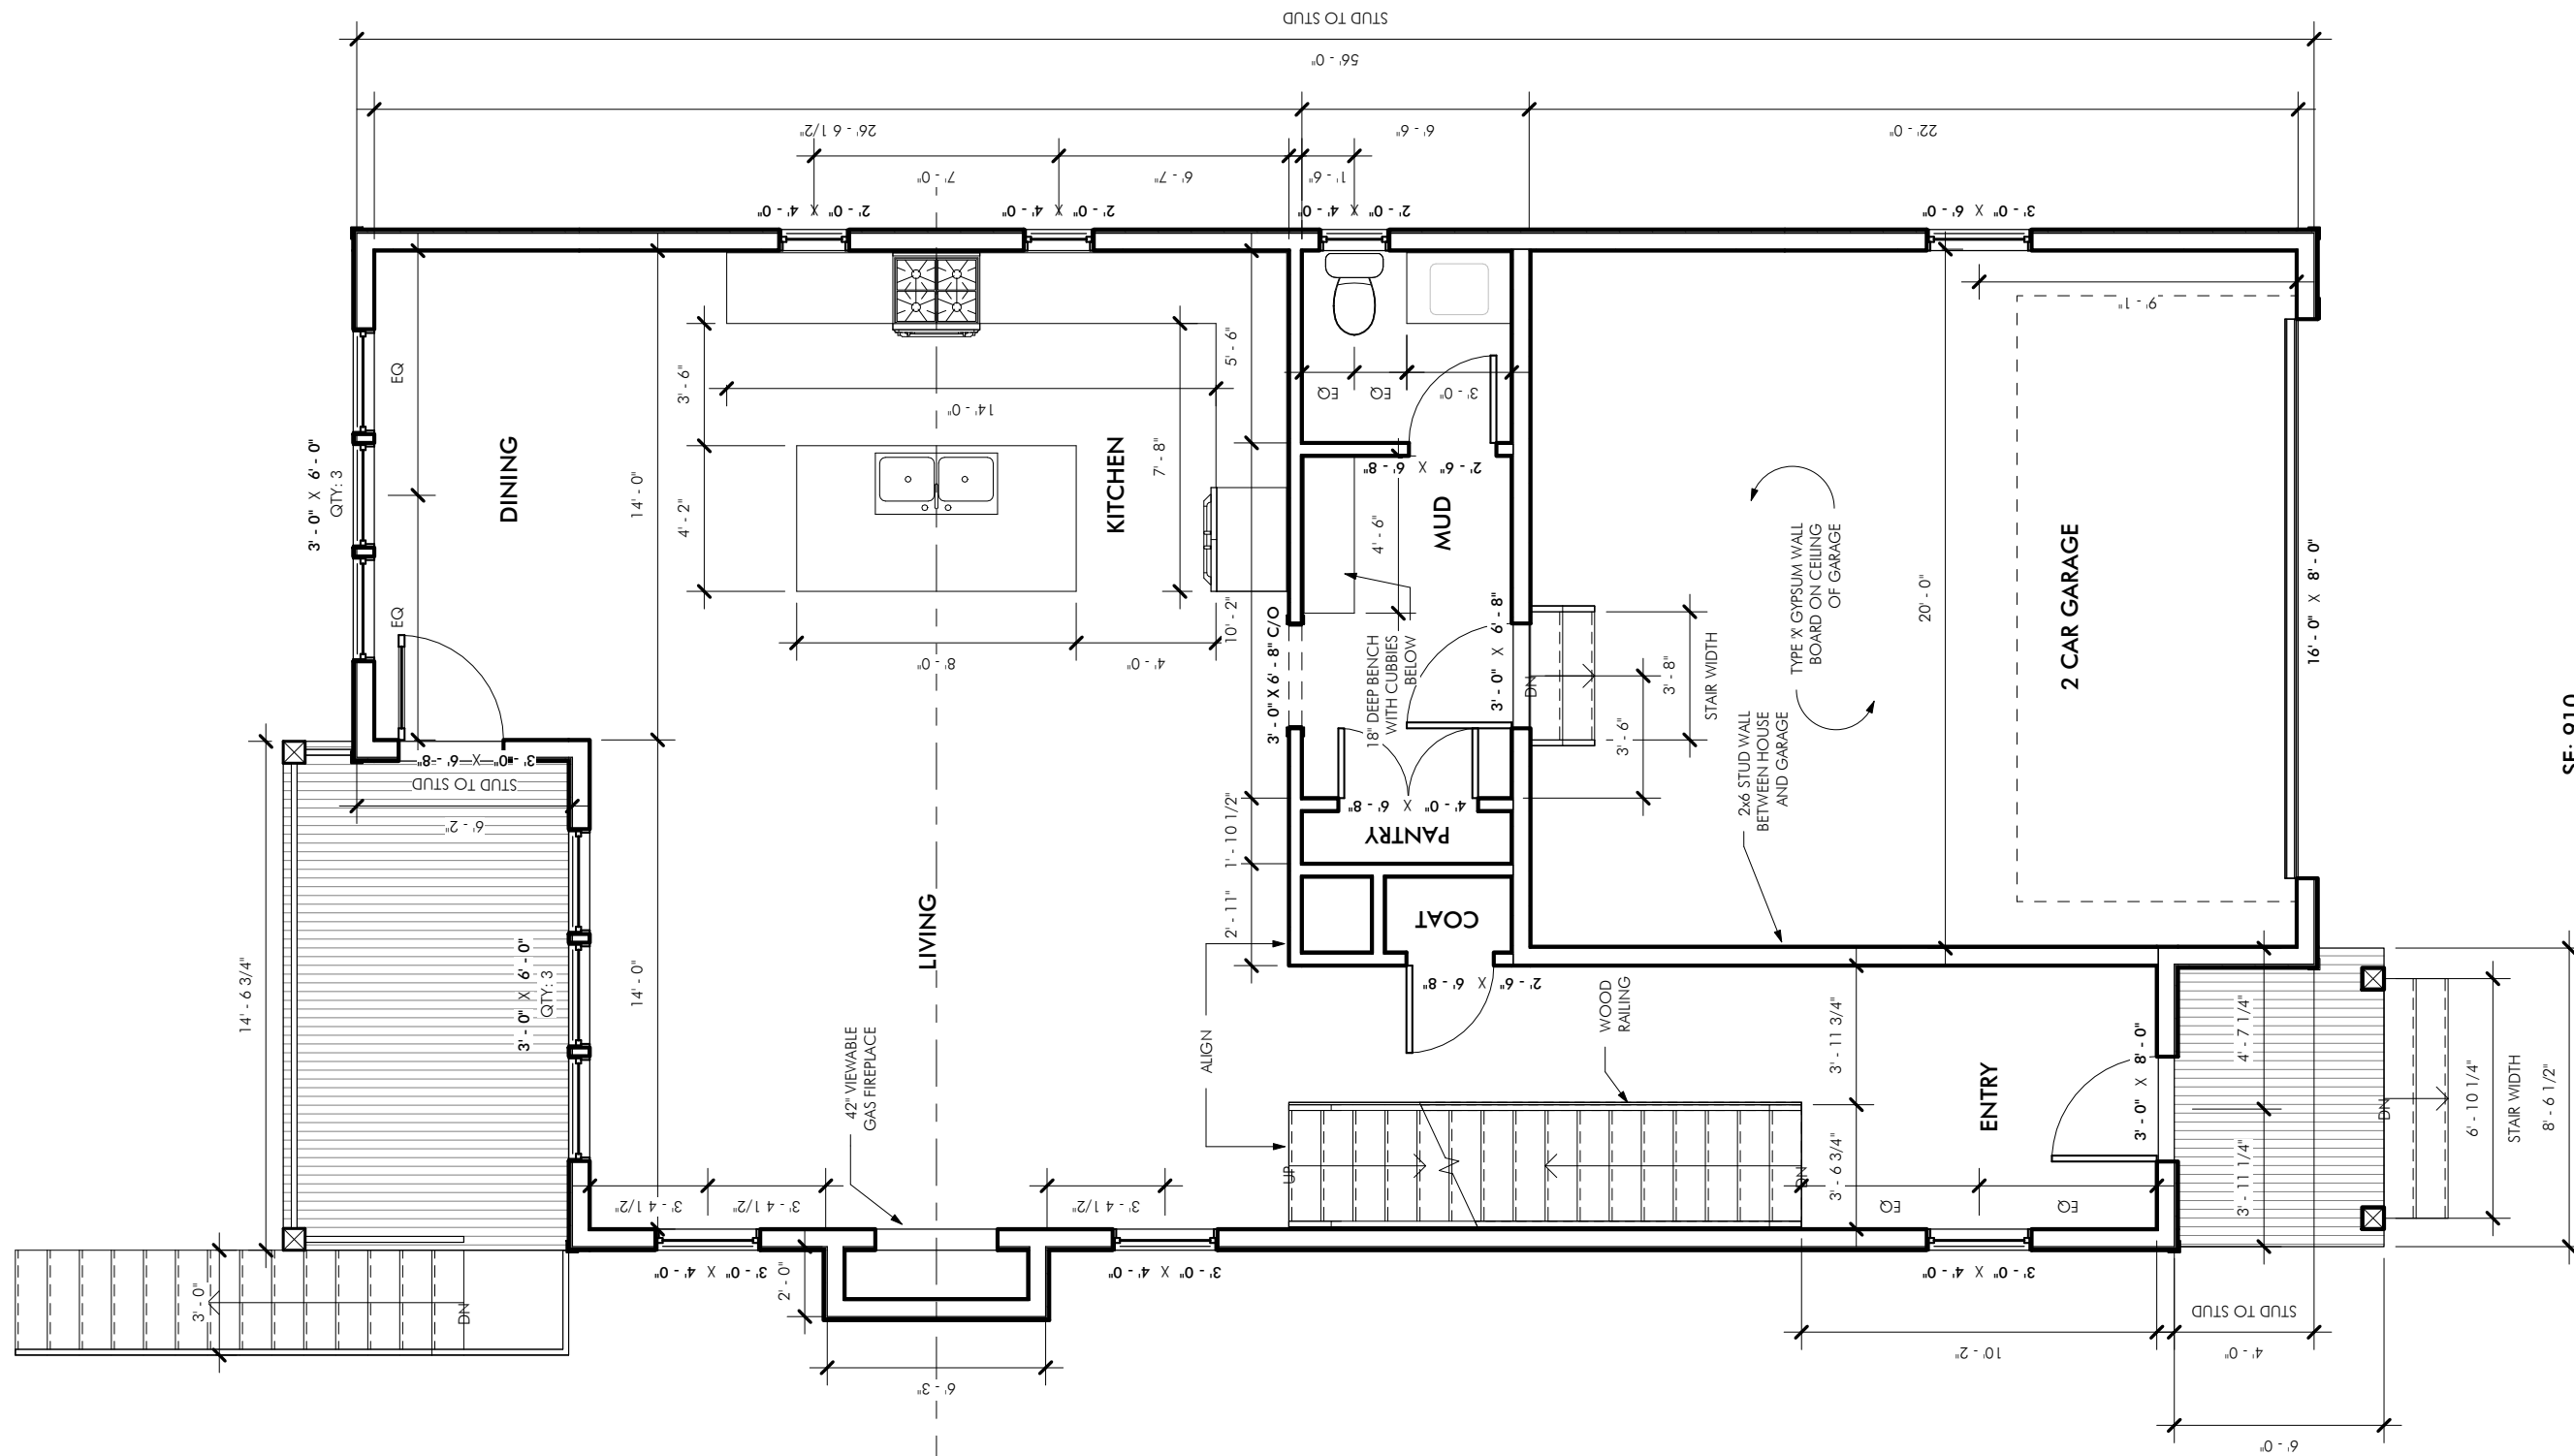 STUD TO STUD
56' - 0"
26' - 6 1/2"
6' - 6"
22' - 0"
7' - 0"
6' - 7"
1' - 6"
2' - 0" X 4' - 0"
2' - 0" X 4' - 0"
2' - 0" X 4' - 0"
3' - 0" X 6' - 0"
3' - 0" X 6' - 0"
QTY: 3
EQ
EQ
DINING
14' - 0"
3' - 6"
4' - 2"
14' - 0"
8' - 0"
4' - 0"
KITCHEN
7' - 8"
5' - 6"
10' - 2"
1' - 10 1/2"
2' - 11"
EQ
EQ
3' - 0"
2' - 6" X 6' - 8"
4' - 6"
MUD
18" DEEP BENCH
WITH CUBBIES
BELOW
3' - 0" X 6' - 8" C/O
3' - 0" X 6' - 8"
DN
3' - 8"
STAIR WIDTH
3' - 6"
4' - 0" X 6' - 8"
PANTRY
COAT
2' - 6" X 6' - 8"
9' - 1"
20' - 0"
TYPE 'X' GYPSUM WALL
BOARD ON CEILING
OF GARAGE
2 CAR GARAGE
16' - 0" X 8' - 0"
2x6 STUD WALL
BETWEEN HOUSE
AND GARAGE
3' - 0" X 6' - 8"
STUD TO STUD
6' - 2"
14' - 6 3/4"
3' - 0" X 6' - 0"
QTY: 3
14' - 0"
LIVING
42" VIEWABLE
GAS FIREPLACE
ALIGN
WOOD
RAILING
UP
DN
3' - 11 3/4"
3' - 6 3/4"
ENTRY
3' - 0" X 8' - 0"
EQ
EQ
4' - 7 1/4"
3' - 11 1/4"
DN
6' - 10 1/4"
STAIR WIDTH
8' - 6 1/2"
SF: 910
3' - 4 1/2"
3' - 4 1/2"
3' - 4 1/2"
3' - 0" X 4' - 0"
3' - 0" X 4' - 0"
3' - 0" X 4' - 0"
2' - 0"
3' - 0"
DN
6' - 3"
10' - 2"
STUD TO STUD
4' - 0"
6' - 0"